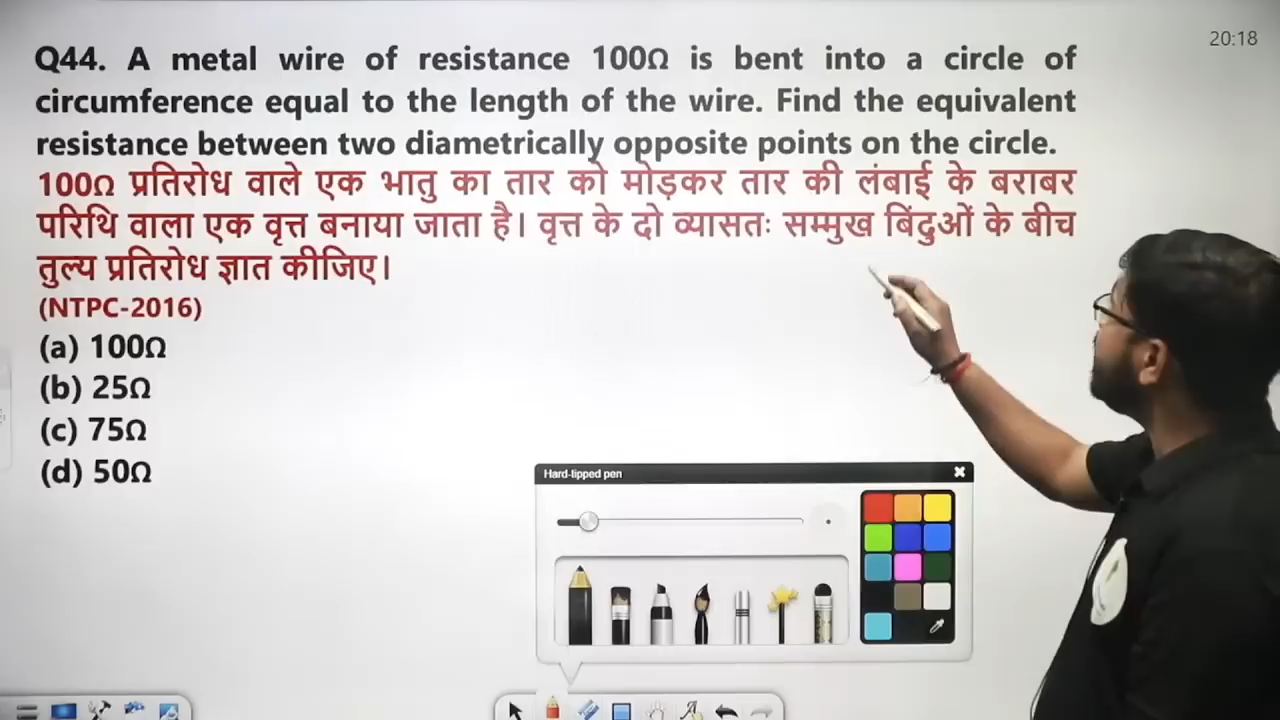 20:18
Q44. A metal wire of resistance 100Ω is bent into a circle of
circumference equal to the length of the wire. Find the equivalent
resistance between two diametrically opposite points on the circle.
100Ω प्रतिरोध वाले एक भातु का तार को मोड़कर तार की लंबाई के बराबर
परिथि वाला एक वृत्त बनाया जाता है। वृत्त के दो व्यासतः सम्मुख बिंदुओं के बीच
तुल्य प्रतिरोध ज्ञात कीजिए।
(NTPC-2016)
(a) 100Ω
(b) 25Ω
(c) 75Ω
(d) 50Ω
Hard-tipped pen